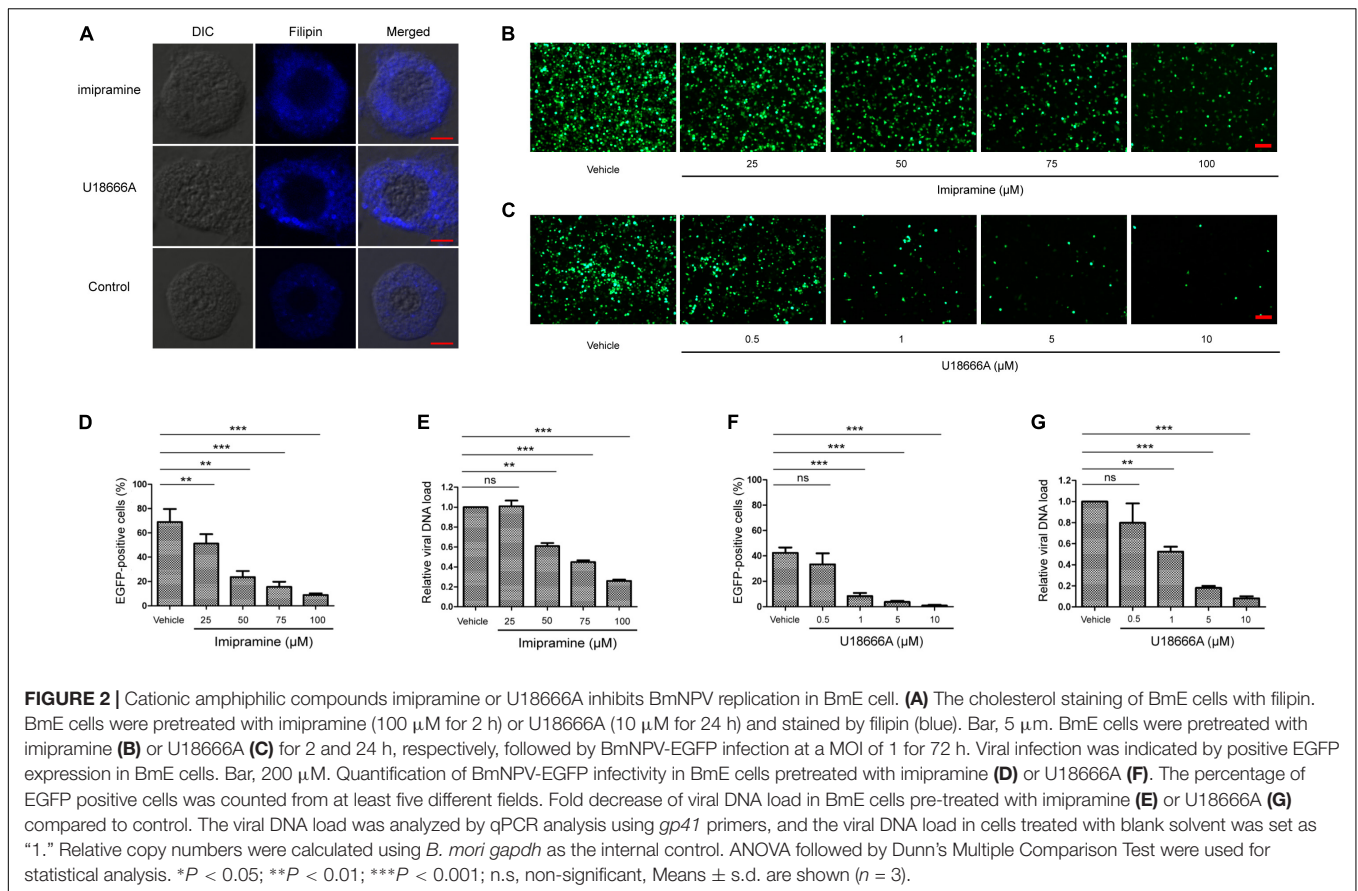 A
DIC Filipin Merged
imipramine
U18666A
Control
B
Vehicle 25 50 75 100
Imipramine (μM)
C
Vehicle 0.5 1 5 10
U18666A (μM)
D
***
***
**
**
EGFP-positive cells (%)
100
80
60
40
20
0
Vehicle 25 50 75 100
Imipramine (μM)
E
***
***
**
ns
Relative viral DNA load
1.2
1.0
0.8
0.6
0.4
0.2
0.0
Vehicle 25 50 75 100
Imipramine (μM)
F
***
***
***
ns
EGFP-positive cells (%)
100
80
60
40
20
0
Vehicle 0.5 1 5 10
U18666A (μM)
G
***
***
**
ns
Relative viral DNA load
1.2
1.0
0.8
0.6
0.4
0.2
0.0
Vehicle 0.5 1 5 10
U18666A (μM)
FIGURE 2 | Cationic amphiphilic compounds imipramine or U18666A inhibits BmNPV replication in BmE cell. (A) The cholesterol staining of BmE cells with filipin.
BmE cells were pretreated with imipramine (100 μM for 2 h) or U18666A (10 μM for 24 h) and stained by filipin (blue). Bar, 5 μm. BmE cells were pretreated with
imipramine (B) or U18666A (C) for 2 and 24 h, respectively, followed by BmNPV-EGFP infection at a MOI of 1 for 72 h. Viral infection was indicated by positive EGFP
expression in BmE cells. Bar, 200 μM. Quantification of BmNPV-EGFP infectivity in BmE cells pretreated with imipramine (D) or U18666A (F). The percentage of
EGFP positive cells was counted from at least five different fields. Fold decrease of viral DNA load in BmE cells pre-treated with imipramine (E) or U18666A (G)
compared to control. The viral DNA load was analyzed by qPCR analysis using gp41 primers, and the viral DNA load in cells treated with blank solvent was set as
“1.” Relative copy numbers were calculated using B. mori gapdh as the internal control. ANOVA followed by Dunn’s Multiple Comparison Test were used for
statistical analysis. *P < 0.05; **P < 0.01; ***P < 0.001; n.s, non-significant, Means ± s.d. are shown (n = 3).